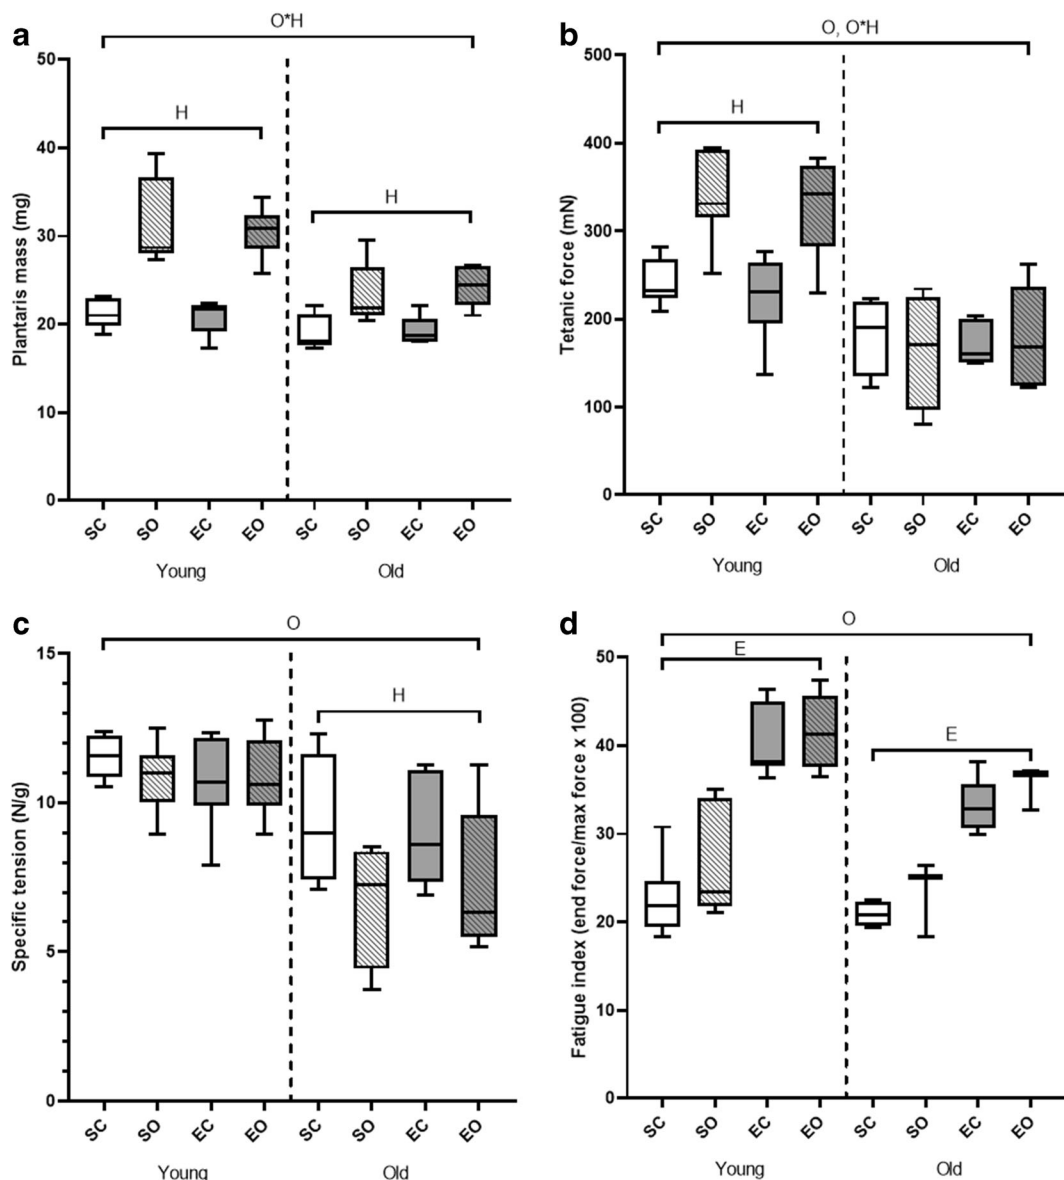 a
O*H
50
40
30
20
10
0
Plantaris mass (mg)
H
H
SC SO EC EO SC SO EC EO
Young Old
b
O, O*H
500
400
300
200
100
0
Tetanic force (mN)
H
SC SO EC EO SC SO EC EO
Young Old
c
O
15
10
5
0
Specific tension (N/g)
H
SC SO EC EO SC SO EC EO
Young Old
d
O
50
40
30
20
10
0
Fatigue index (end force/max force x 100)
E
E
SC SO EC EO SC SO EC EO
Young Old